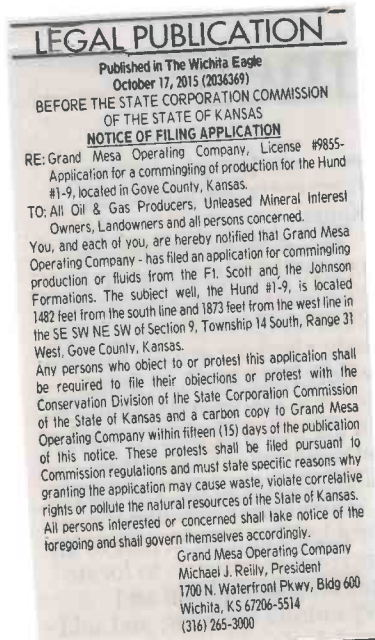 LEGAL PUBLICATION
Published in The Wichita Eagle
October 17, 2015 (2036369)
BEFORE THE STATE CORPORATION COMMISSION
OF THE STATE OF KANSAS
NOTICE OF FILING APPLICATION
RE: Grand Mesa Operating Company, License #9855-
Application for a commingling of production for the Hund
#1-9, located in Gove County, Kansas.
TO: All Oil & Gas Producers, Unleased Mineral Interest
Owners, Landowners and all persons concerned.
You, and each of you, are hereby notified that Grand Mesa
Operating Company - has filed an application for commingling
production or fluids from the Ft. Scott and the Johnson
Formations. The subject well, the Hund #1-9, is located
1482 feet from the south line and 1873 feet from the west line in
the SE SW NE SW of Section 9, Township 14 South, Range 31
West, Gove County, Kansas.
Any persons who object to or protest this application shall
be required to file their objections or protest with the
Conservation Division of the State Corporation Commission
of the State of Kansas and a carbon copy to Grand Mesa
Operating Company within fifteen (15) days of the publication
of this notice. These protests shall be filed pursuant to
Commission regulations and must state specific reasons why
granting the application may cause waste, violate correlative
rights or pollute the natural resources of the State of Kansas.
All persons interested or concerned shall take notice of the
foregoing and shall govern themselves accordingly.
Grand Mesa Operating Company
Michael J. Reilly, President
1700 N. Waterfront Pkwy, Bldg 600
Wichita, KS 67206-5514
(316) 265-3000